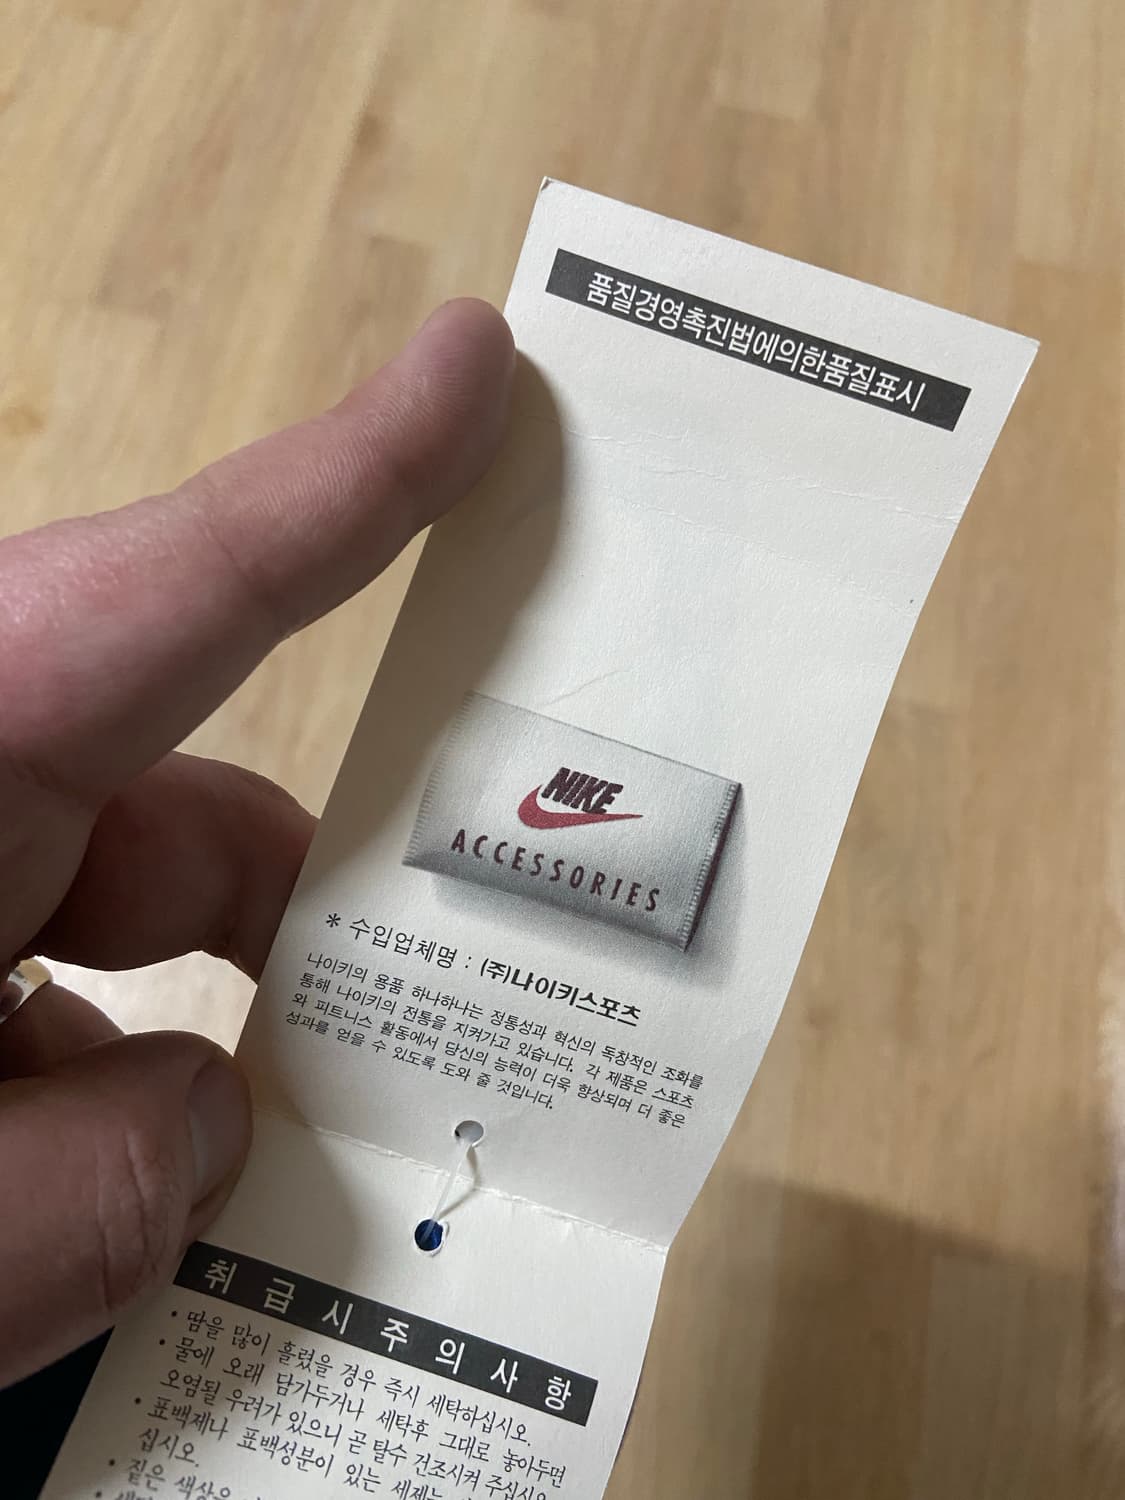 품질경영촉진법에의한품질표시
NIKE
ACCESSORIES
* 수입업체명 : (주)나이키스포츠
나이키의 용품 하나하나는 정통성과 혁신의 독창적인 조화를
통해 나이키의 전통을 지켜가고 있습니다. 각 제품은 스포츠
와 피트니스 활동에서 당신의 능력이 더욱 향상되며 더 좋은
성과를 얻을 수 있도록 도와 줄 것입니다.
취급시주의사항
• 땀을 많이 흘렸을 경우 즉시 세탁하십시오.
• 물에 오래 담가두거나 세탁후 그대로 놓아두면
오염될 우려가 있으니 곧 탈수 건조시켜 주십시오.
• 표백제나 표백성분이 있는 세제는
십시오.
• 짙은 색상은